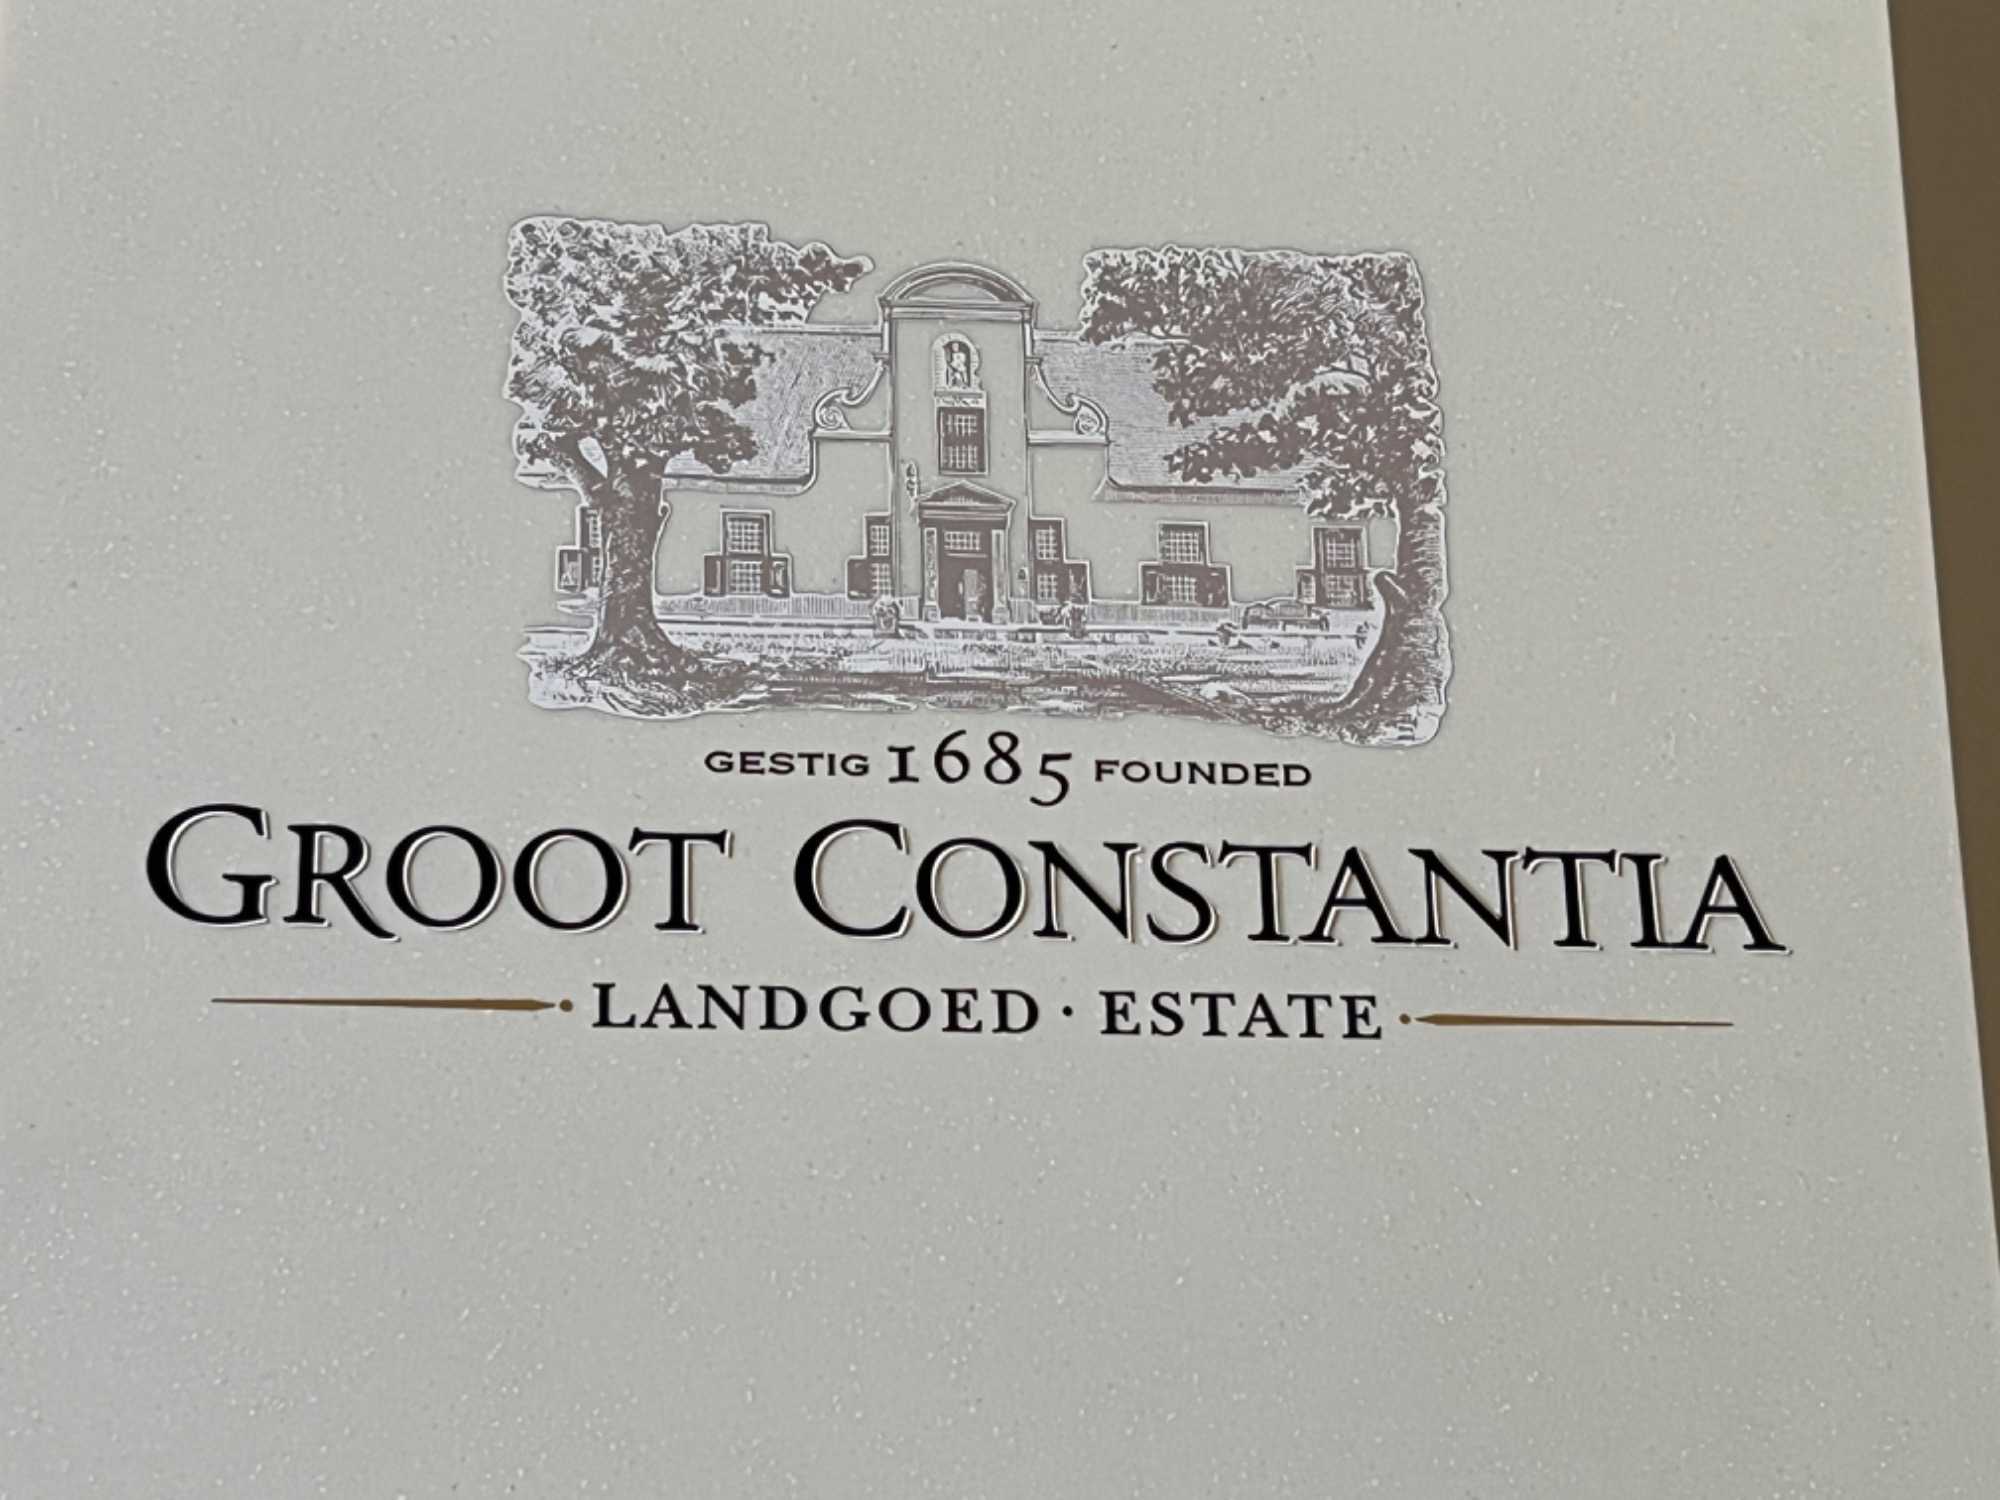 GESTIG 1685 FOUNDED
GROOT CONSTANTIA
LANDGOED · ESTATE